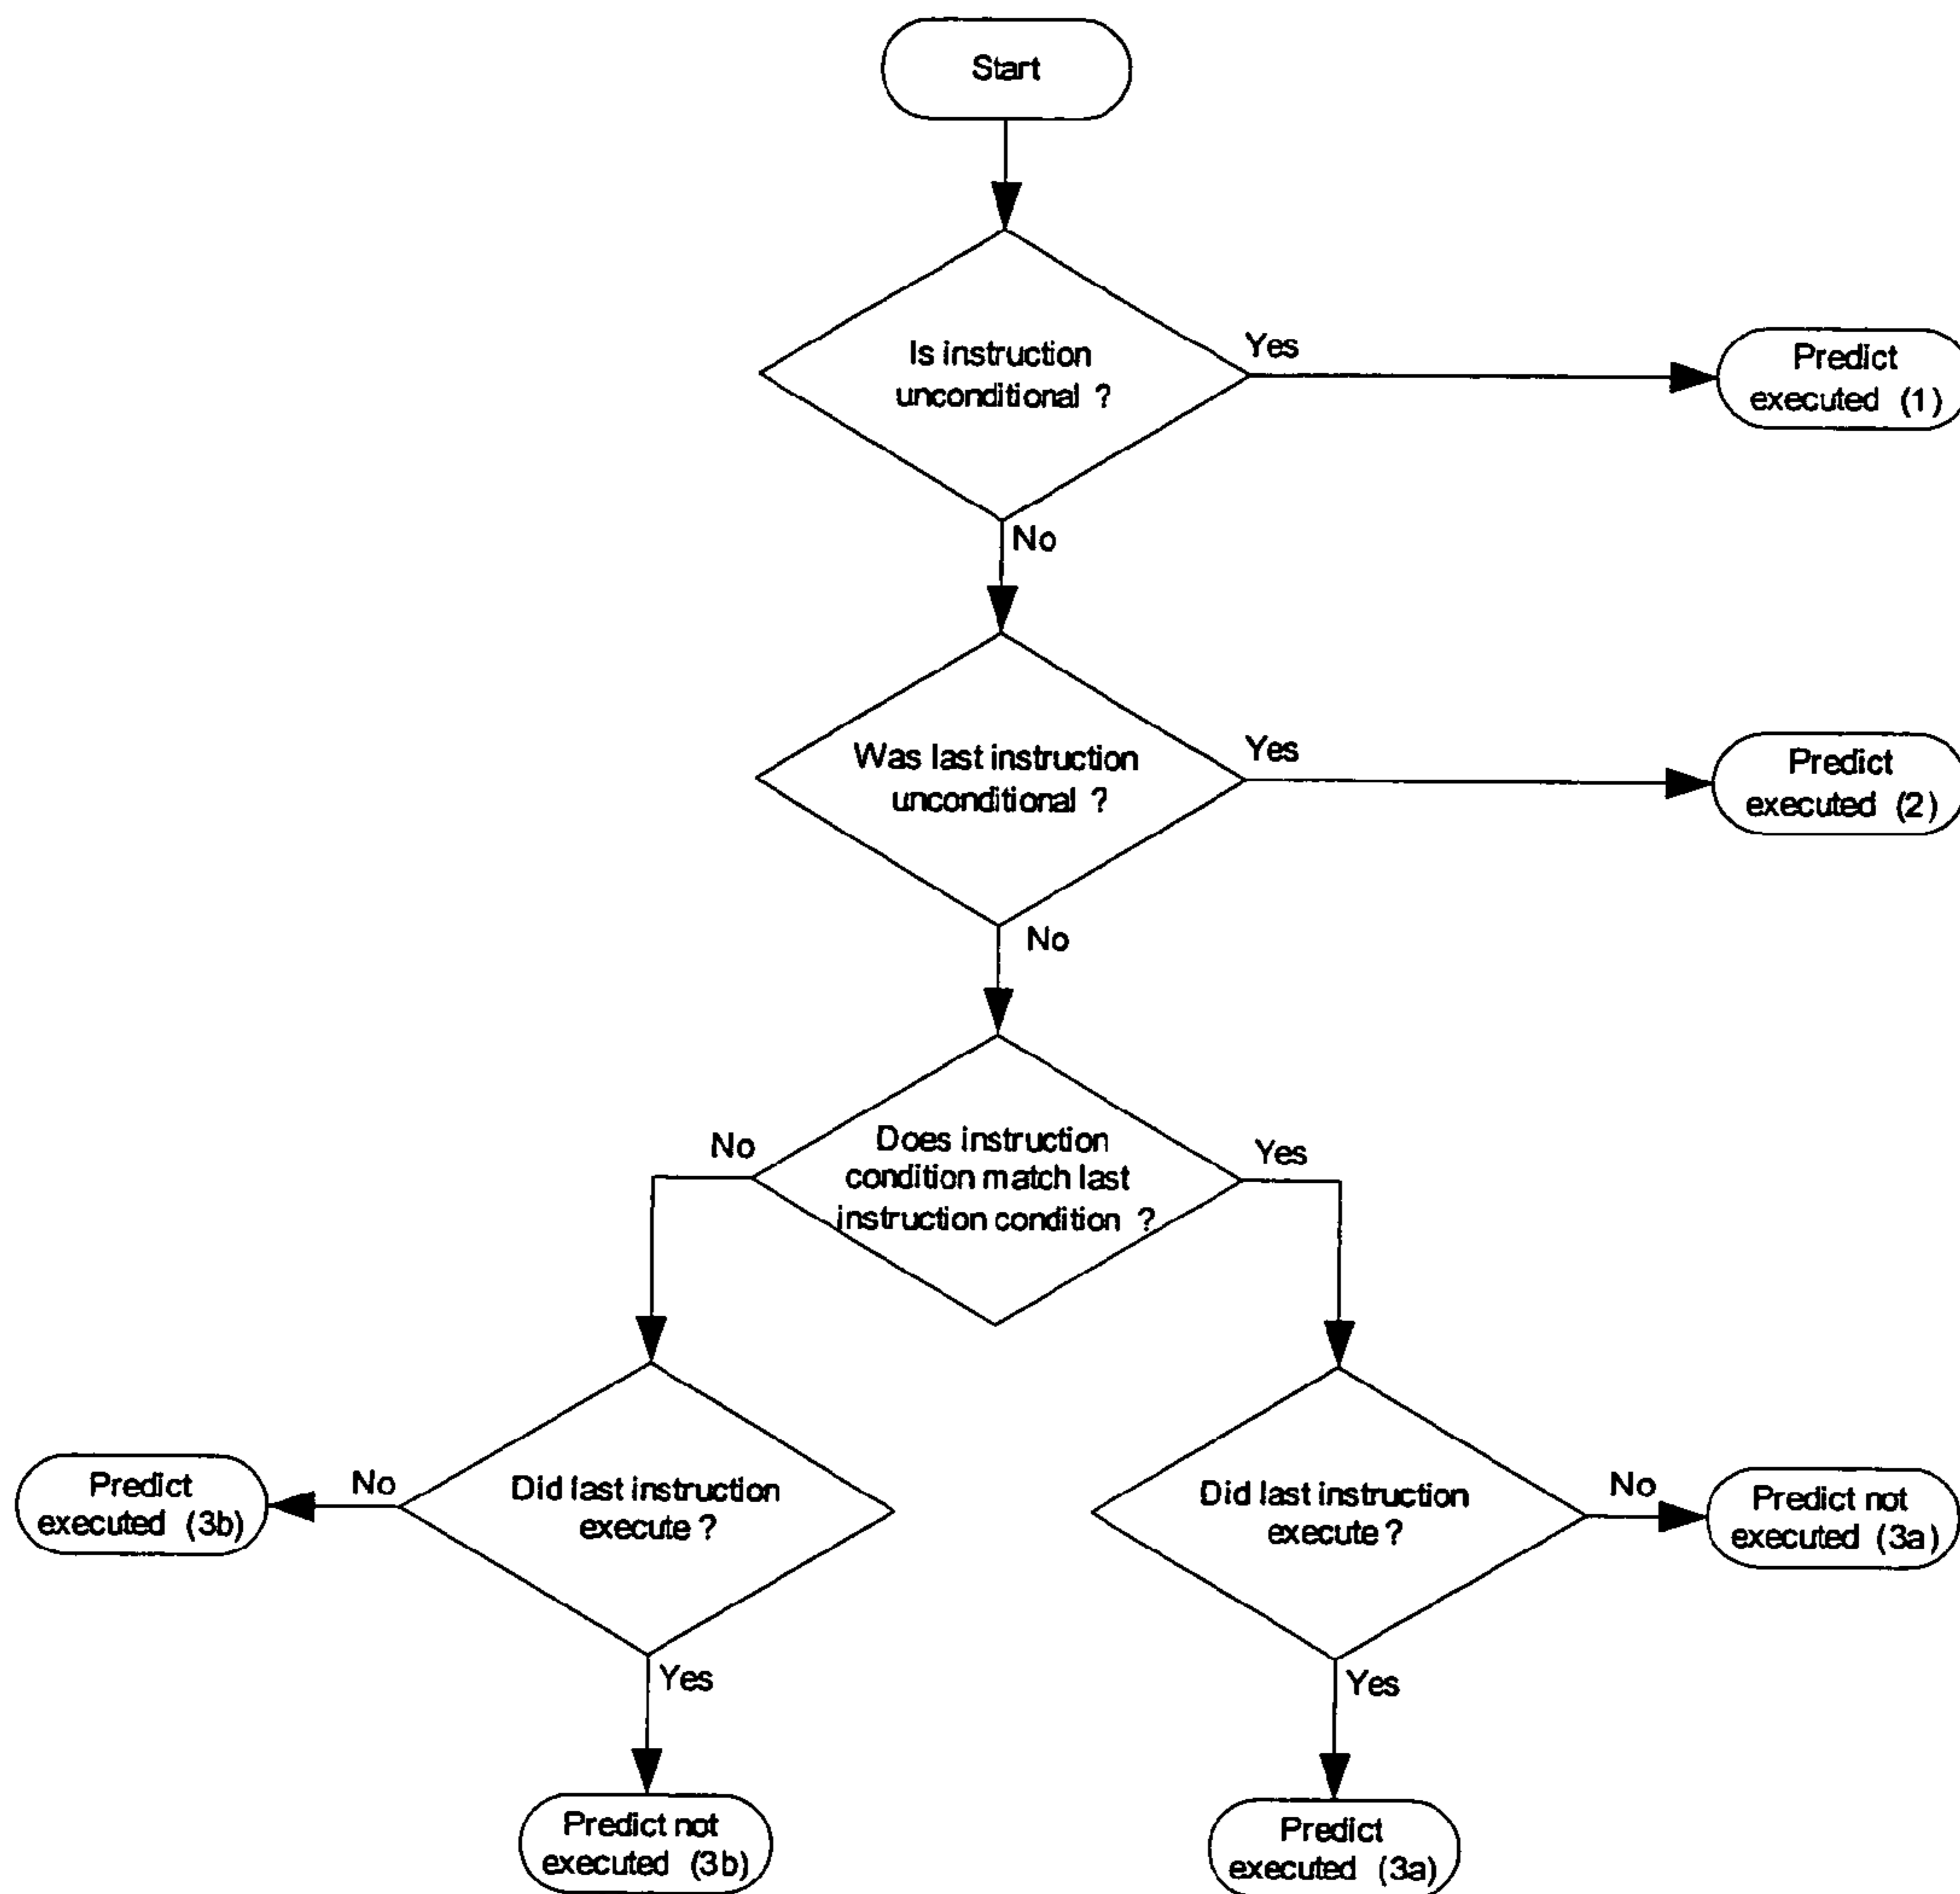 Start
Is instruction
unconditional ?
Yes
Predict
executed (1)
No
Was last instruction
unconditional ?
Yes
Predict
executed (2)
No
Does instruction
condition match last
instruction condition ?
No
Yes
Did last instruction
execute ?
No
Predict
executed (3b)
Yes
Predict not
executed (3b)
Did last instruction
execute ?
No
Predict not
executed (3a)
Yes
Predict
executed (3a)